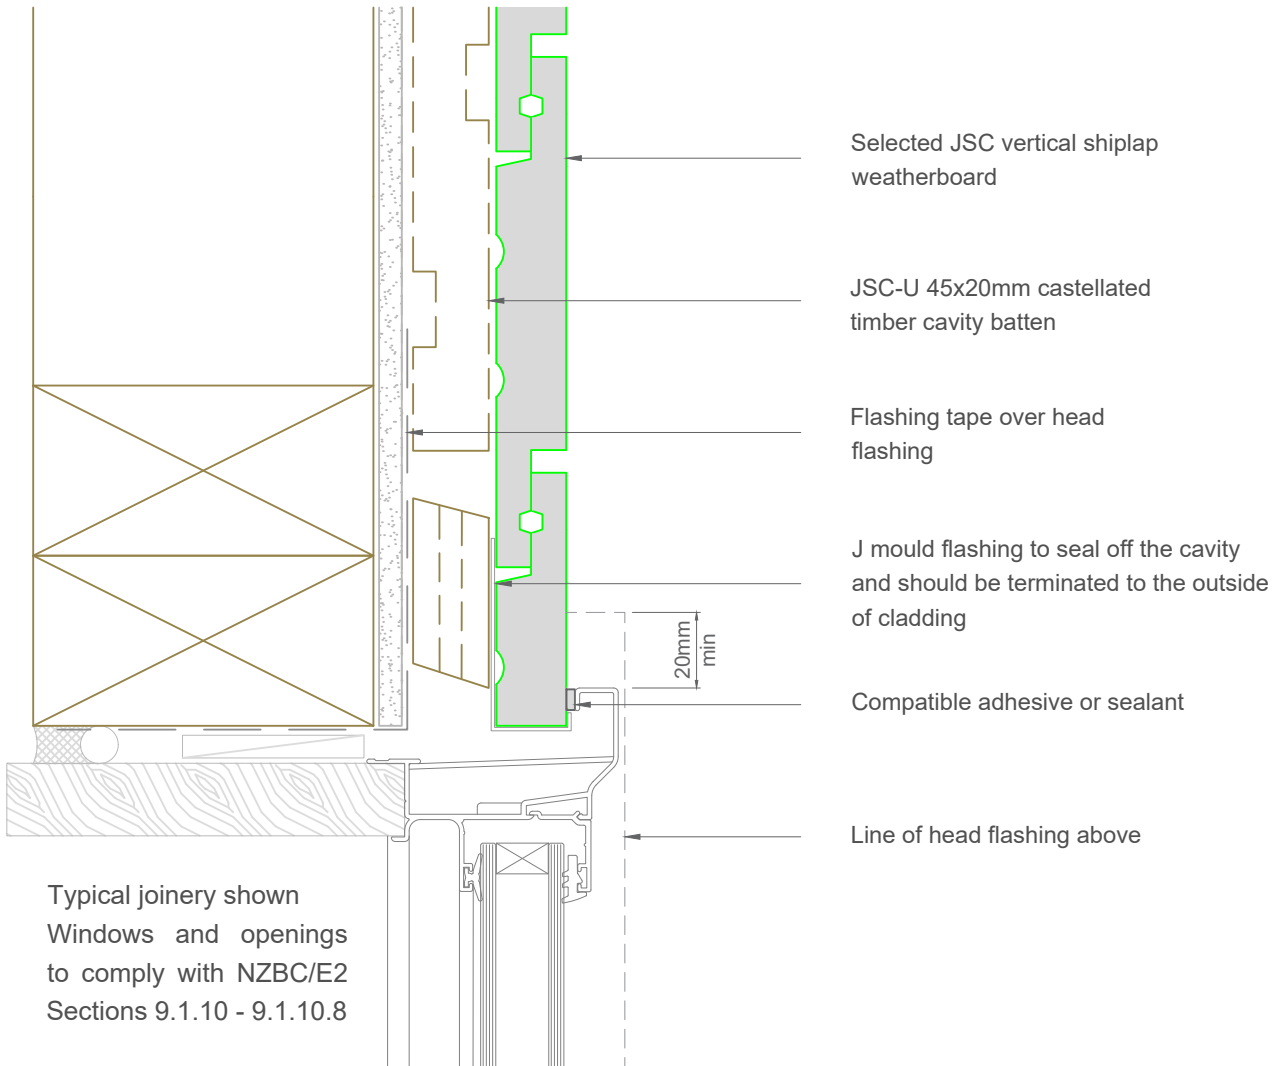 Selected JSC vertical shiplap
weatherboard
JSC-U 45x20mm castellated
timber cavity batten
Flashing tape over head
flashing
J mould flashing to seal off the cavity
and should be terminated to the outside
of cladding
20mm
min
Compatible adhesive or sealant
Line of head flashing above
Typical joinery shown
Windows and openings
to comply with NZBC/E2
Sections 9.1.10 - 9.1.10.8